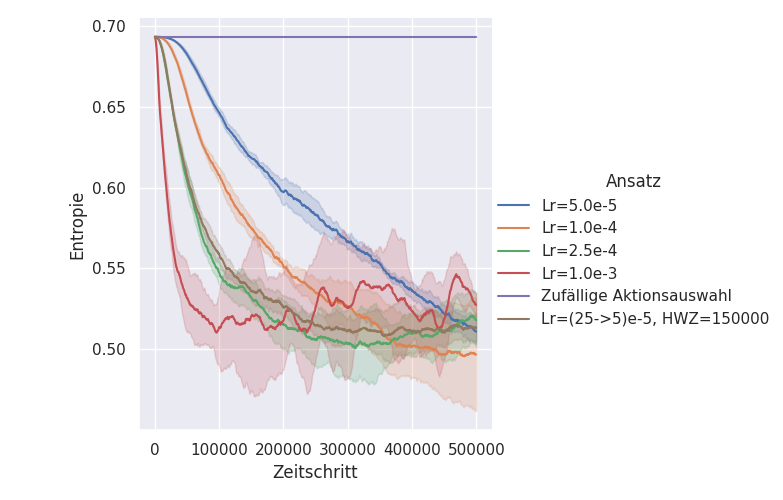 0.70
0.65
0.60
0.55
0.50
Entropie
0
100000
200000
300000
400000
500000
Zeitschritt
Ansatz
Lr=5.0e-5
Lr=1.0e-4
Lr=2.5e-4
Lr=1.0e-3
Zufällige Aktionsauswahl
Lr=(25->5)e-5, HWZ=150000